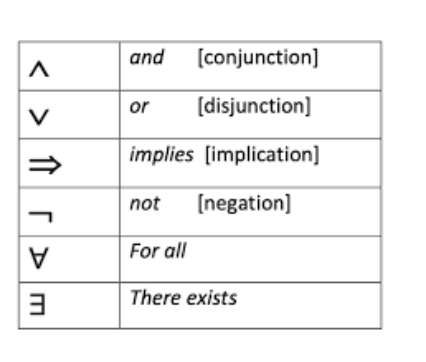 ∧ and [conjunction]
∨ or [disjunction]
⇒ implies [implication]
¬ not [negation]
∀ For all
∃ There exists